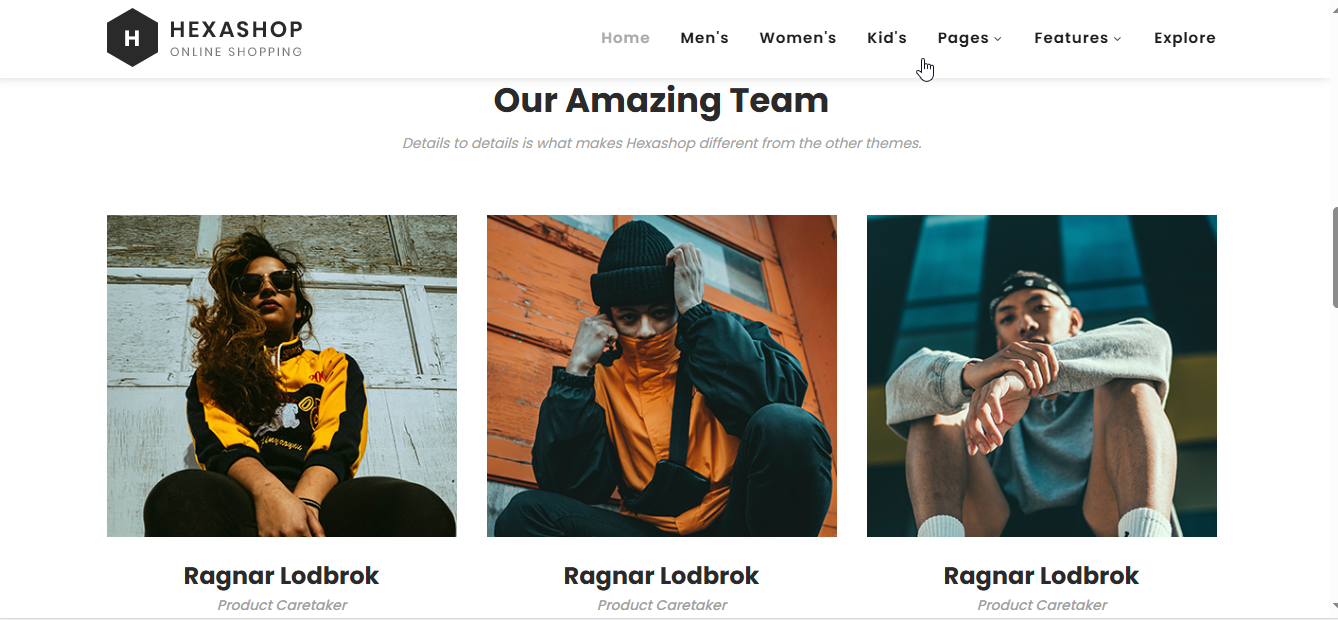 H
HEXASHOP
ONLINE SHOPPING
Home Men's Women's Kid's Pages Features Explore
Our Amazing Team
Details to details is what makes Hexashop different from the other themes.
Ragnar Lodbrok
Product Caretaker
Ragnar Lodbrok
Product Caretaker
Ragnar Lodbrok
Product Caretaker